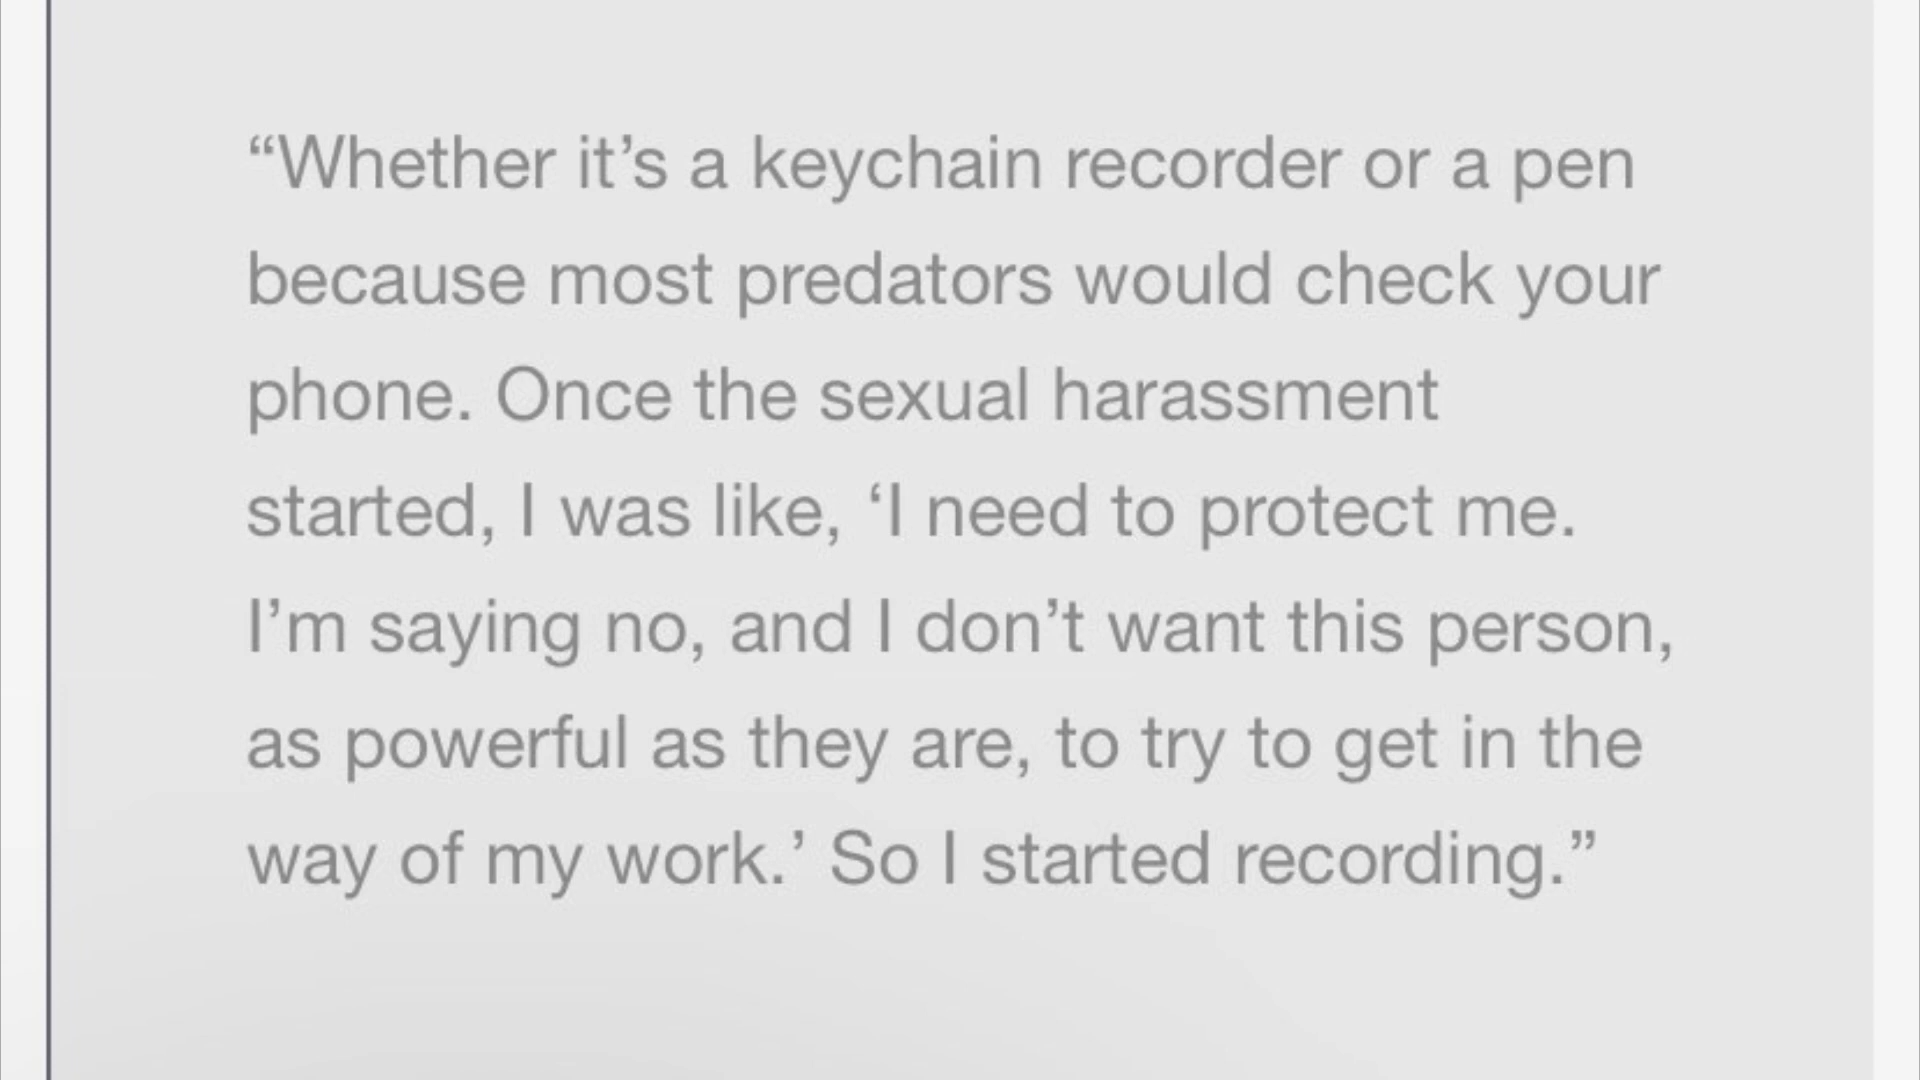 “Whether it’s a keychain recorder or a pen
because most predators would check your
phone. Once the sexual harassment
started, I was like, ‘I need to protect me.
I’m saying no, and I don’t want this person,
as powerful as they are, to try to get in the
way of my work.’ So I started recording.”